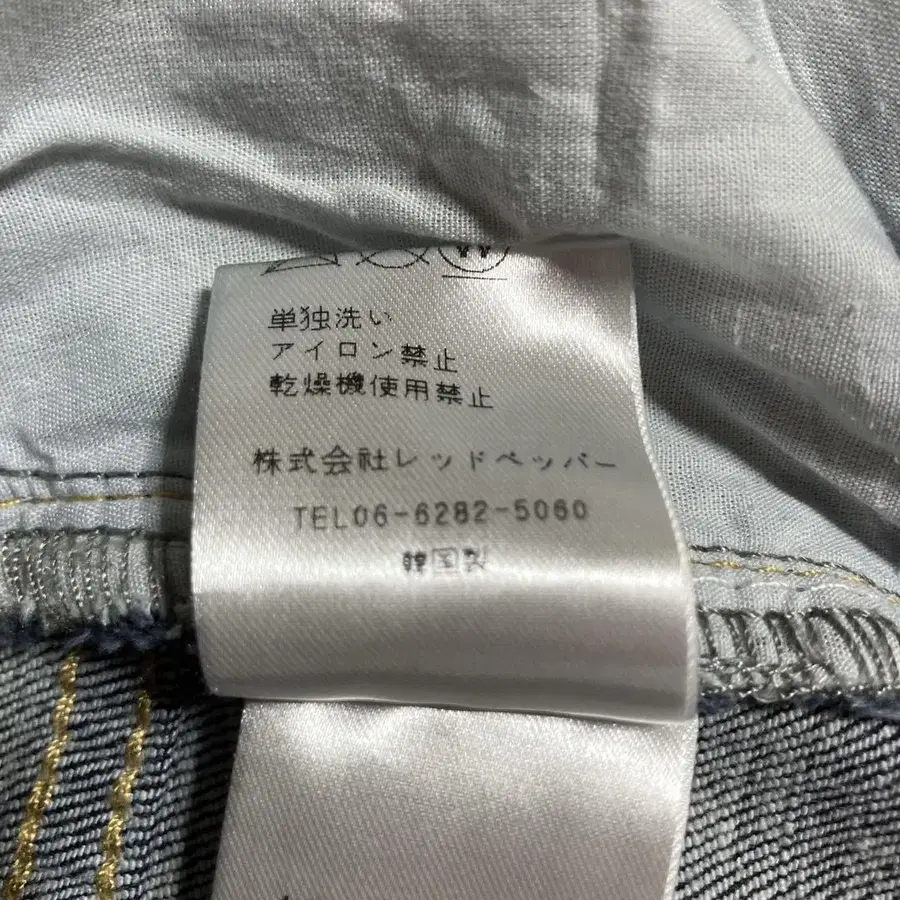 W
単独洗い
アイロン禁止
乾燥機使用禁止
株式会社レッドペッパー
TEL06-6282-5060
韓国製